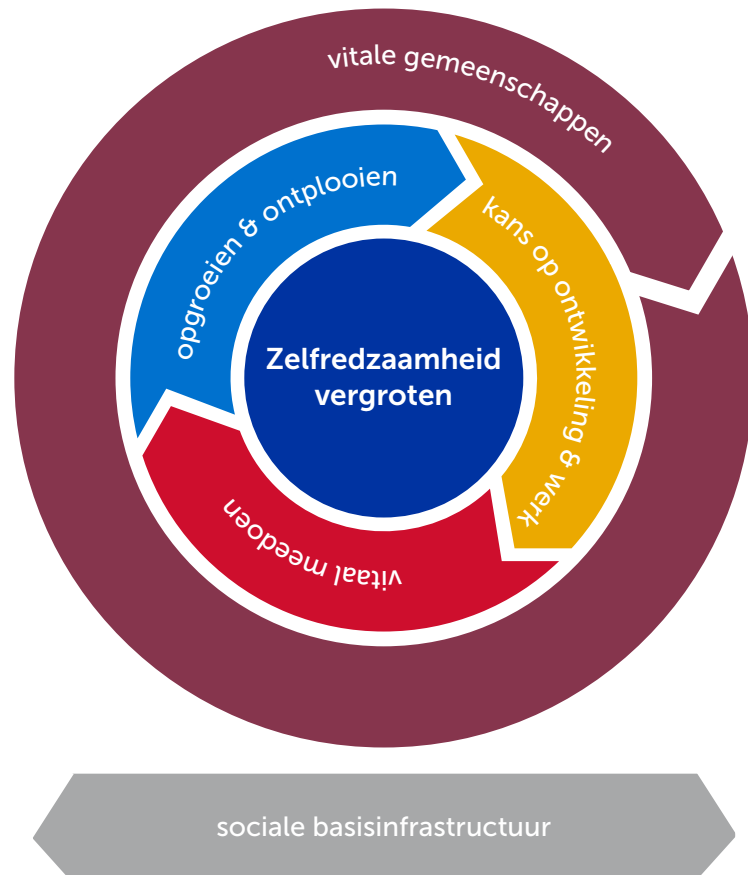 vitale gemeenschappen
opgroeien & ontplooien
kans op ontwikkeling & werk
Zelfredzaamheid
vergroten
vitaal meedoen
sociale basisinfrastructuur